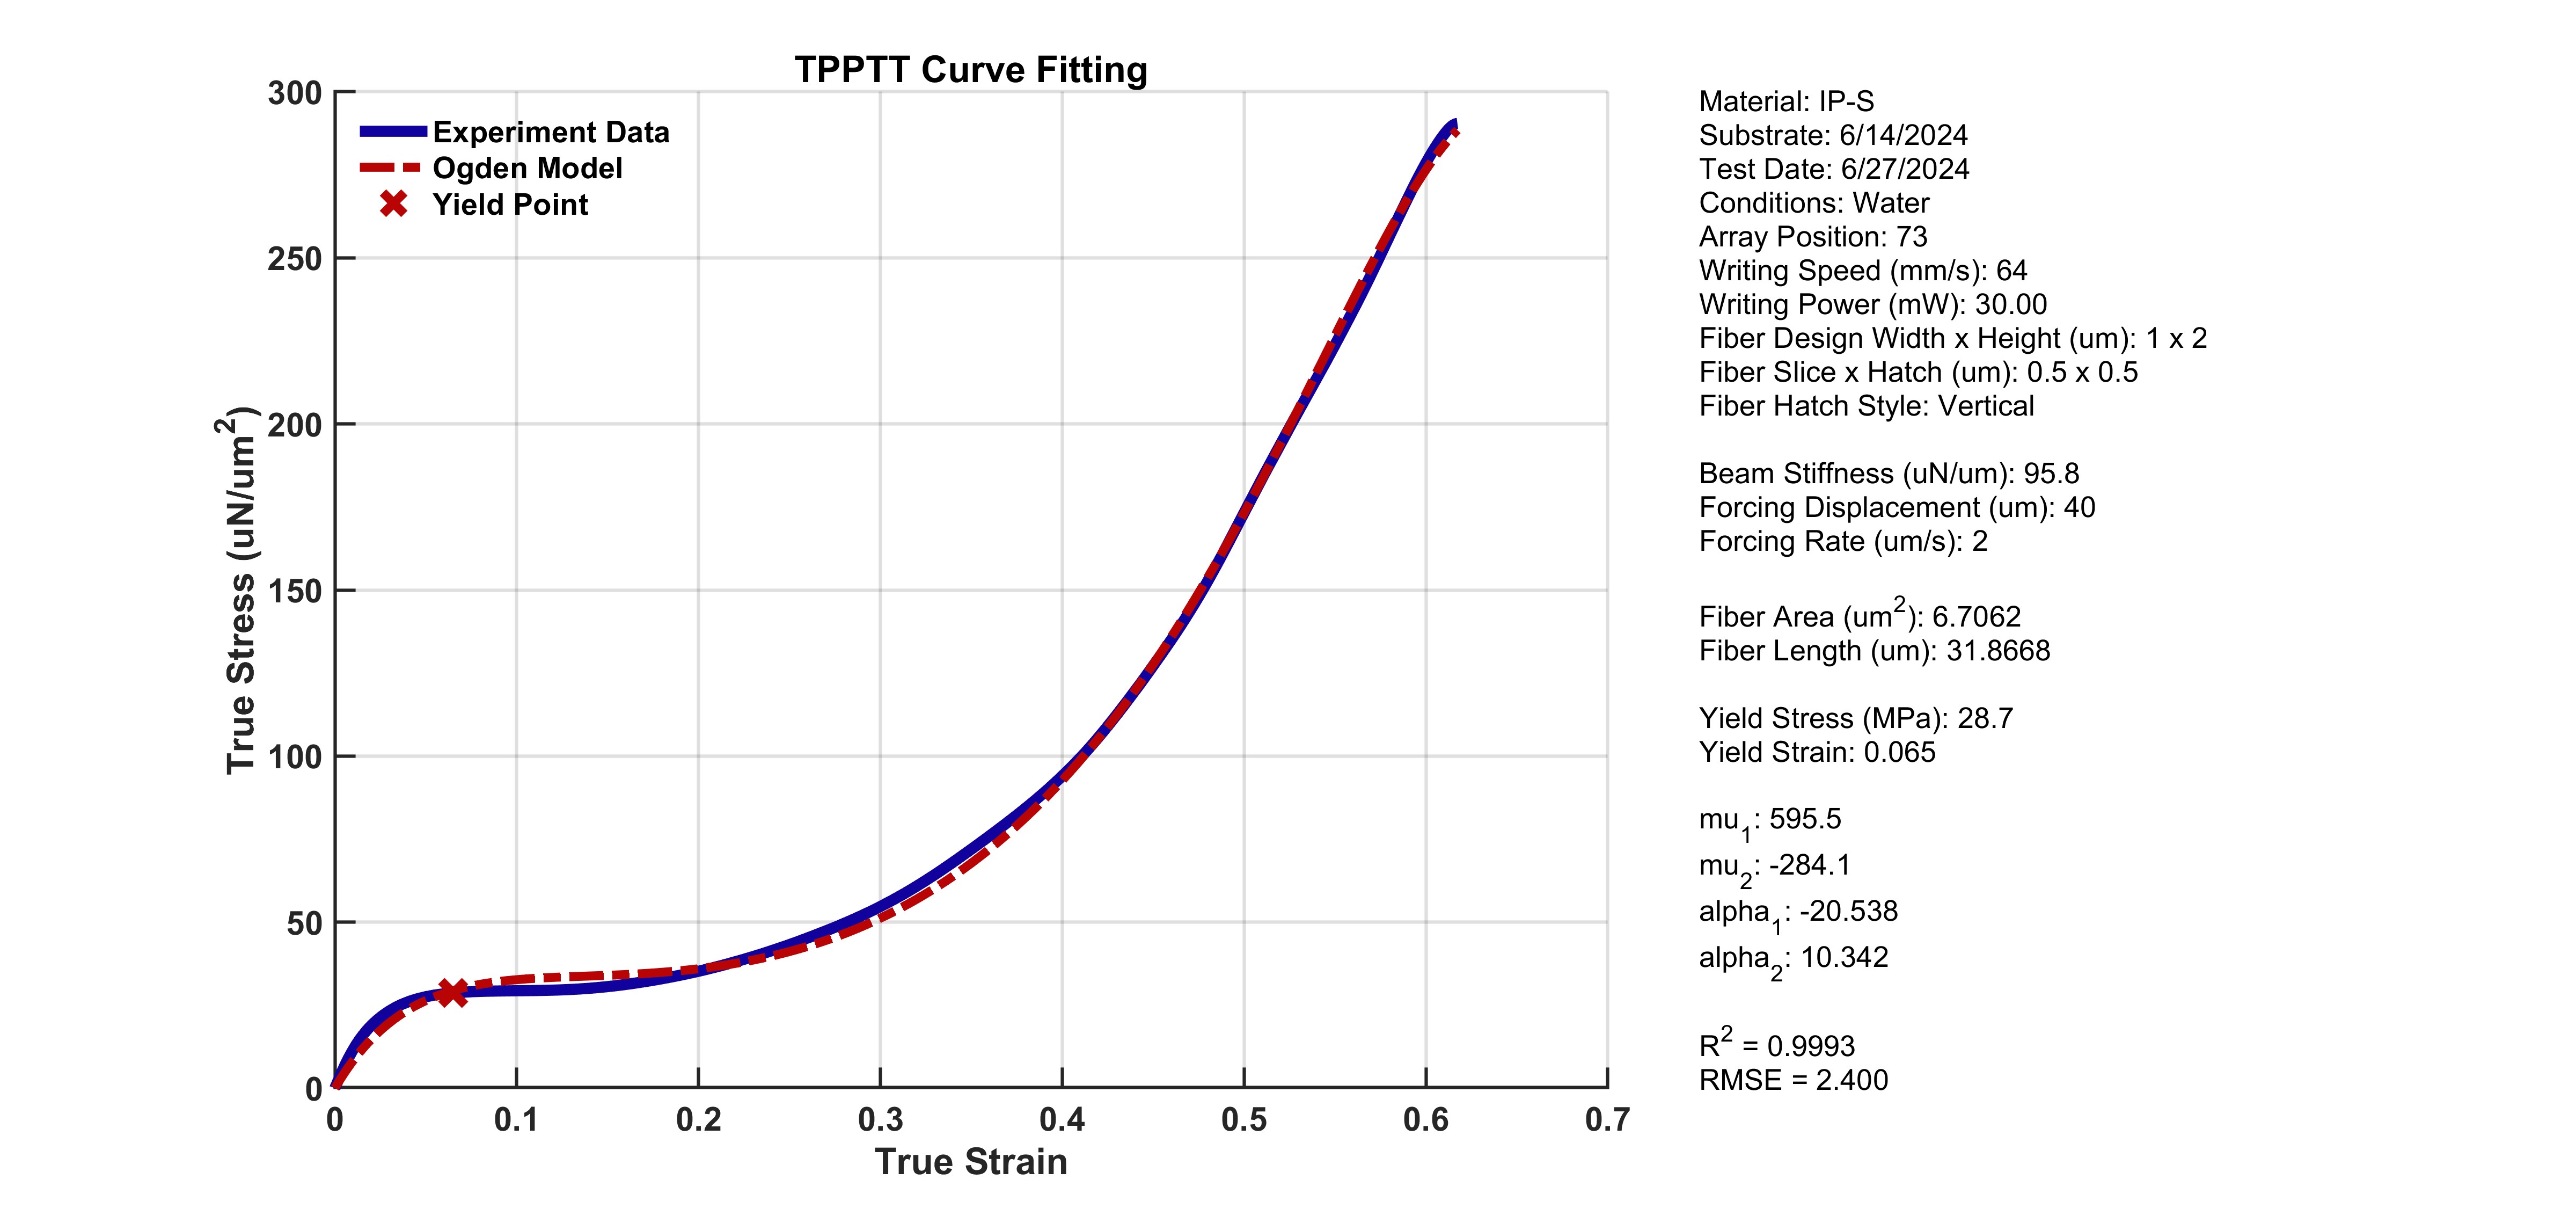 TPPTT Curve Fitting
300
250
200
150
100
50
0
True Stress (uN/um²)
Experiment Data
Ogden Model
Yield Point
0 0.1 0.2 0.3 0.4 0.5 0.6 0.7
True Strain
Material: IP-S
Substrate: 6/14/2024
Test Date: 6/27/2024
Conditions: Water
Array Position: 73
Writing Speed (mm/s): 64
Writing Power (mW): 30.00
Fiber Design Width x Height (um): 1 x 2
Fiber Slice x Hatch (um): 0.5 x 0.5
Fiber Hatch Style: Vertical
Beam Stiffness (uN/um): 95.8
Forcing Displacement (um): 40
Forcing Rate (um/s): 2
Fiber Area (um²): 6.7062
Fiber Length (um): 31.8668
Yield Stress (MPa): 28.7
Yield Strain: 0.065
mu₁: 595.5
mu₂: -284.1
alpha₁: -20.538
alpha₂: 10.342
R² = 0.9993
RMSE = 2.400